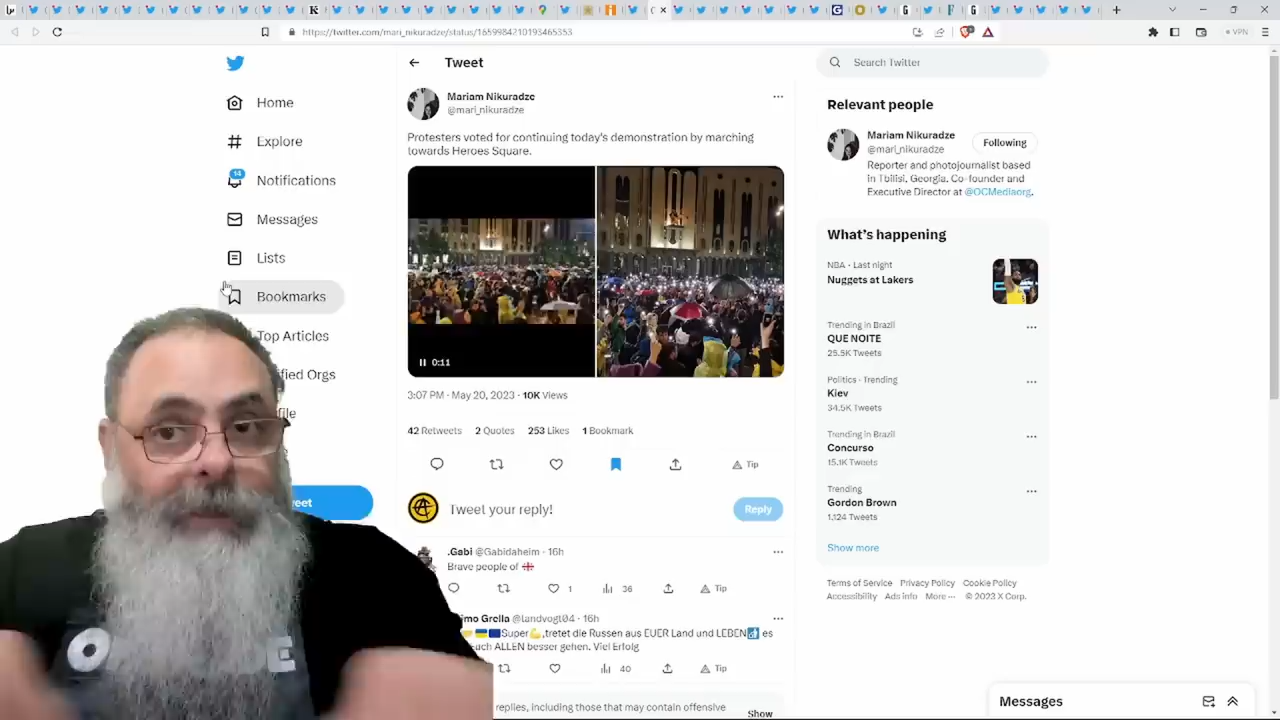 https://twitter.com/mari_nikuradze/status/1659984210193465353
VPN
Home
Explore
14
Notifications
Messages
Lists
Bookmarks
Top Articles
Orgs
Tweet
Mariam Nikuradze
@mari_nikuradze
Protesters voted for continuing today's demonstration by marching
towards Heroes Square.
0:11
3:07 PM · May 20, 2023 · 10K Views
42 Retweets 2 Quotes 253 Likes 1 Bookmark
Tip
Tweet your reply!
Reply
.Gabi @Gabidaheim · 16h
Brave people of
1 36 Tip
Grella @landvogt04 · 16h
Super ,tretet die Russen aus EUER Land und LEBEN es
ALLEN besser gehen. Viel Erfolg
40 Tip
replies, including those that may contain offensive
Show
Search Twitter
Relevant people
Mariam Nikuradze
@mari_nikuradze
Following
Reporter and photojournalist based
in Tbilisi, Georgia. Co-founder and
Executive Director at @OCMediaorg.
What's happening
NBA · Last night
Nuggets at Lakers
Trending in Brazil
QUE NOITE
25.5K Tweets
Politics · Trending
Kiev
34.5K Tweets
Trending in Brazil
Concurso
15.1K Tweets
Trending
Gordon Brown
1,124 Tweets
Show more
Terms of Service Privacy Policy Cookie Policy
Accessibility Ads info More ··· © 2023 X Corp.
Messages